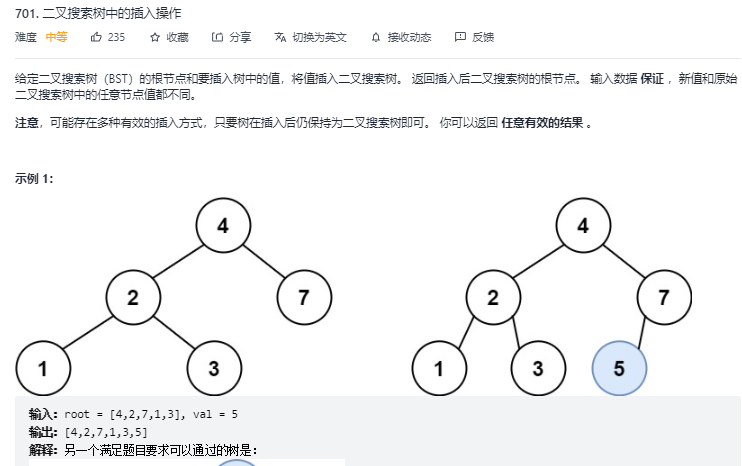 701. 二叉搜索树中的插入操作
难度 中等 235 收藏 分享 切换为英文 接收动态 反馈
给定二叉搜索树（BST）的根节点和要插入树中的值，将值插入二叉搜索树。 返回插入后二叉搜索树的根节点。 输入数据 保证 ，新值和原始
二叉搜索树中的任意节点值都不同。
注意，可能存在多种有效的插入方式，只要树在插入后仍保持为二叉搜索树即可。 你可以返回 任意有效的结果 。
示例 1：
4 4
2 7 2 7
1 3 1 3 5
输入：root = [4,2,7,1,3], val = 5
输出：[4,2,7,1,3,5]
解释：另一个满足题目要求可以通过的树是：